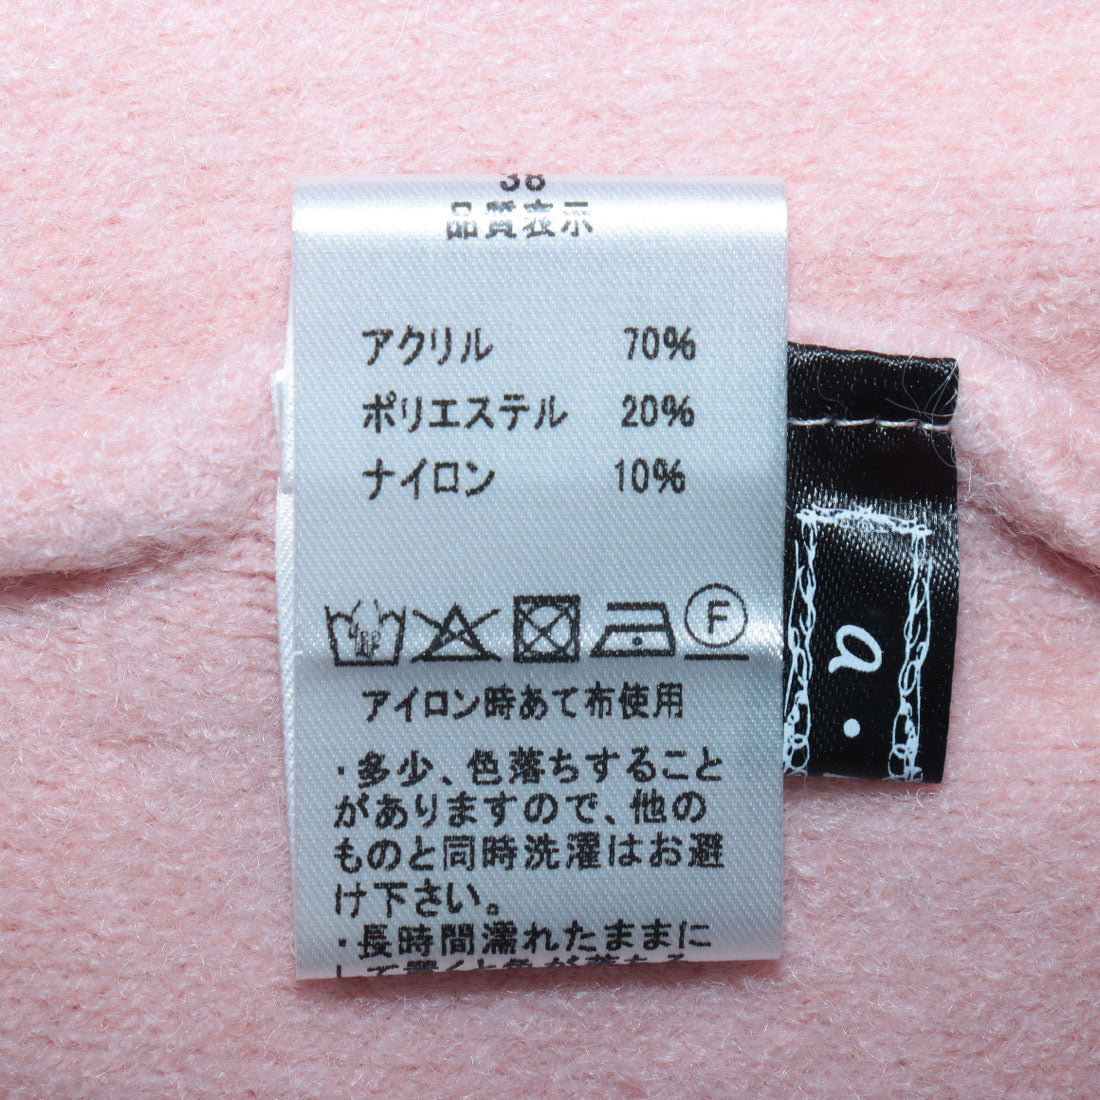 38
品質表示
アクリル 70%
ポリエステル 20%
ナイロン 10%
F
アイロン時あて布使用
・多少、色落ちすること
がありますので、他の
ものと同時洗濯はお避
け下さい。
・長時間濡れたままに
a.